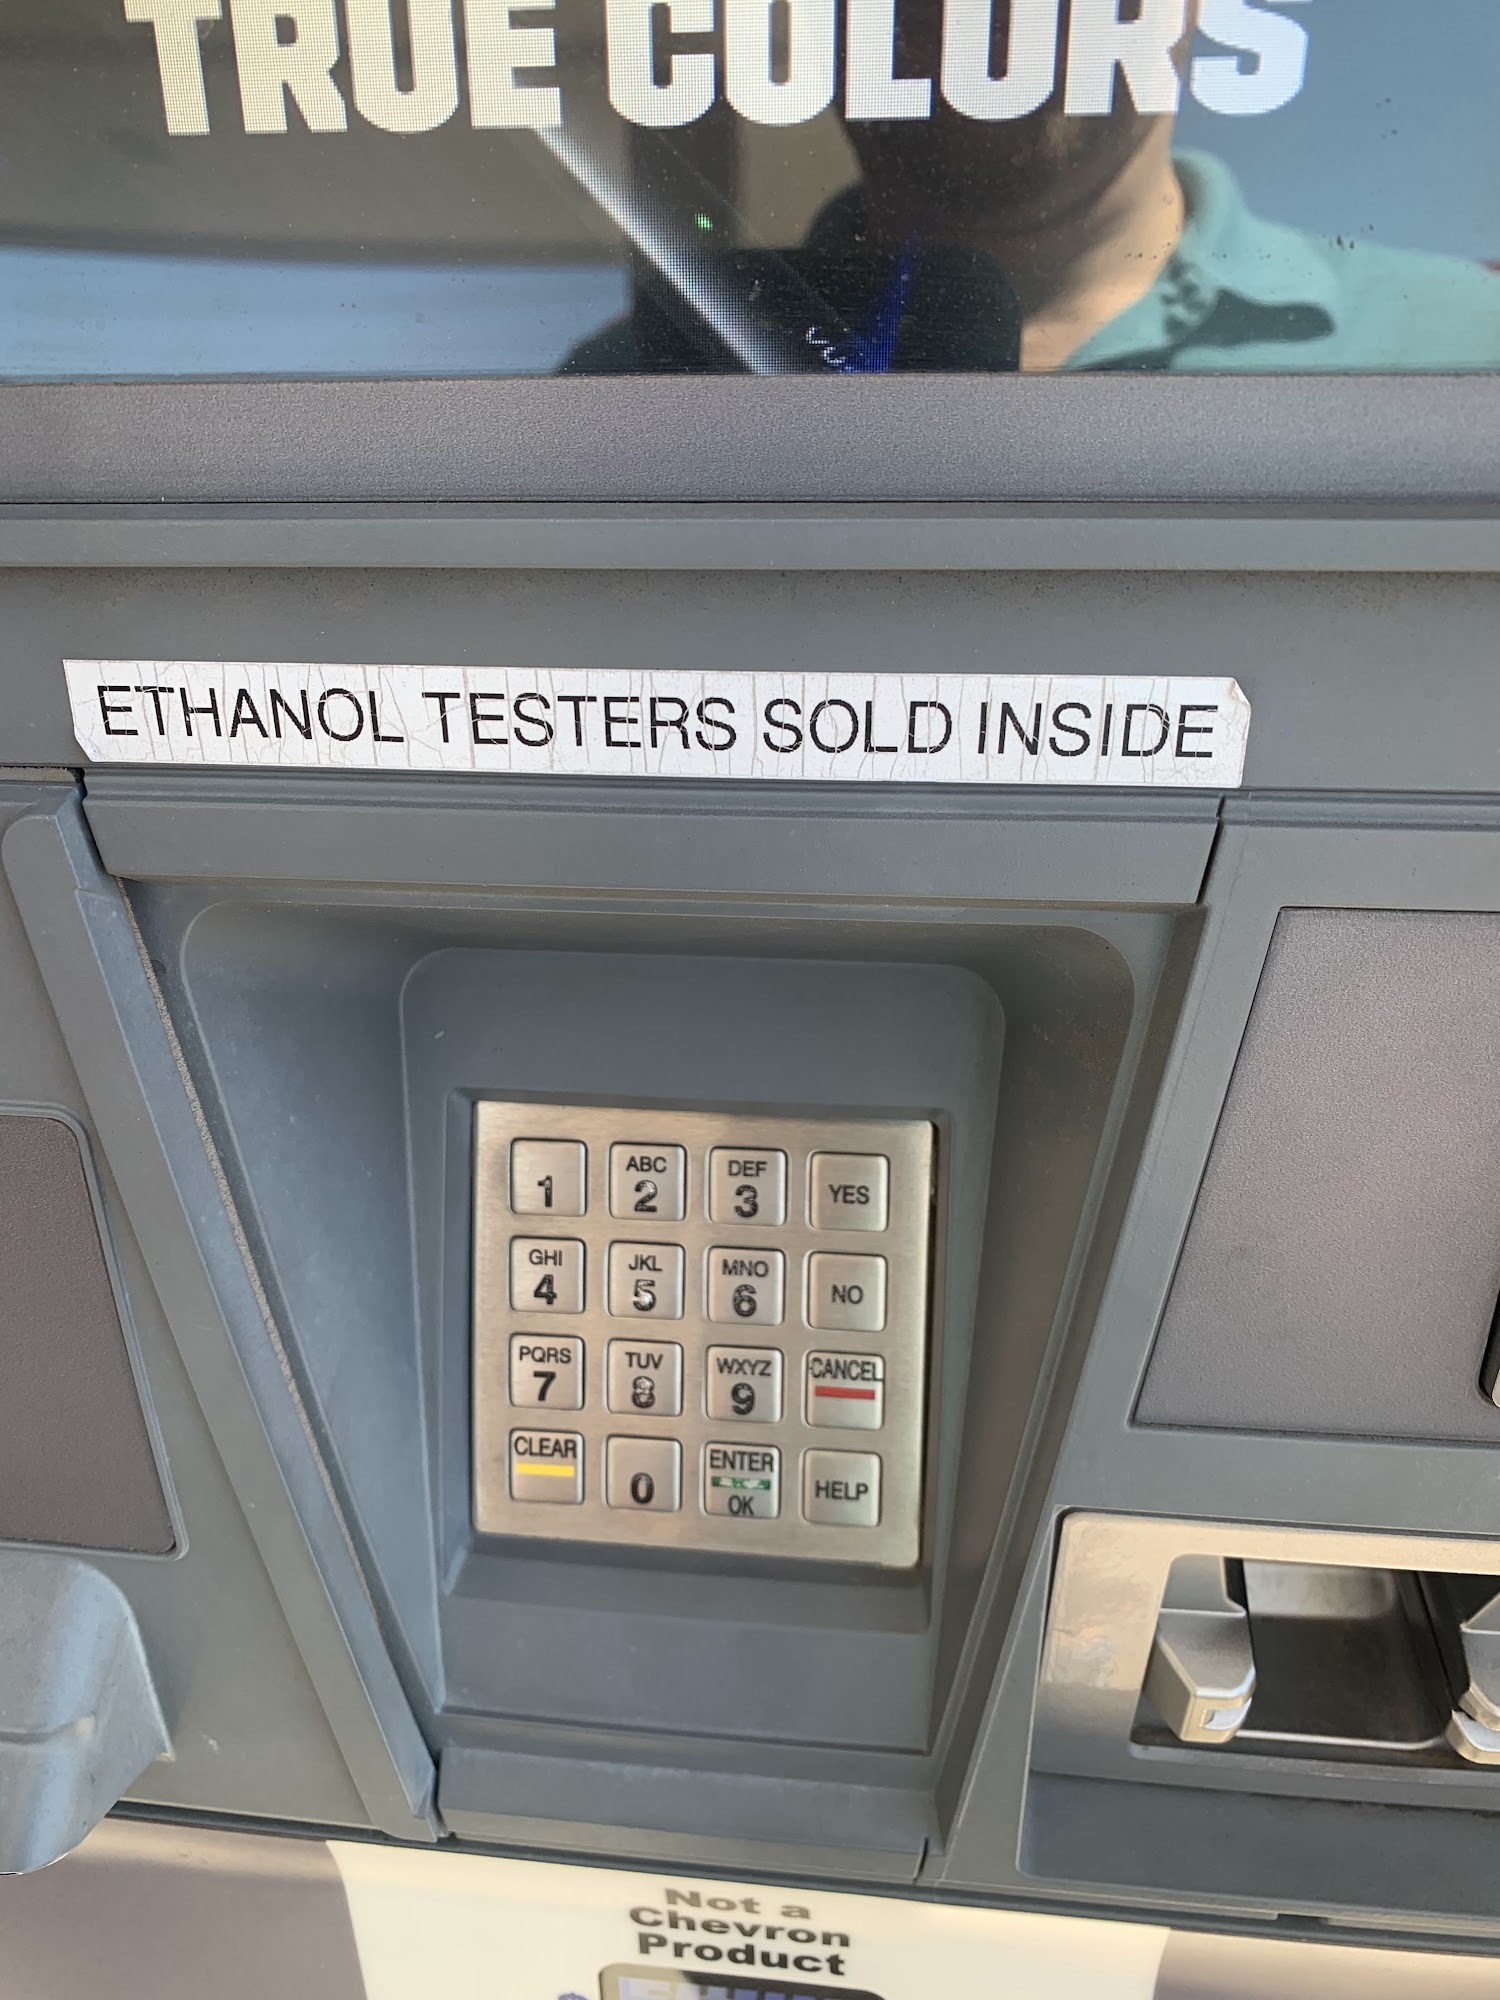 TRUE COLORS
ETHANOL TESTERS SOLD INSIDE
1
ABC
2
DEF
3
YES
GHI
4
JKL
5
MNO
6
NO
PQRS
7
TUV
8
WXYZ
9
CANCEL
CLEAR
0
ENTER
OK
HELP
Not a
Chevron
Product